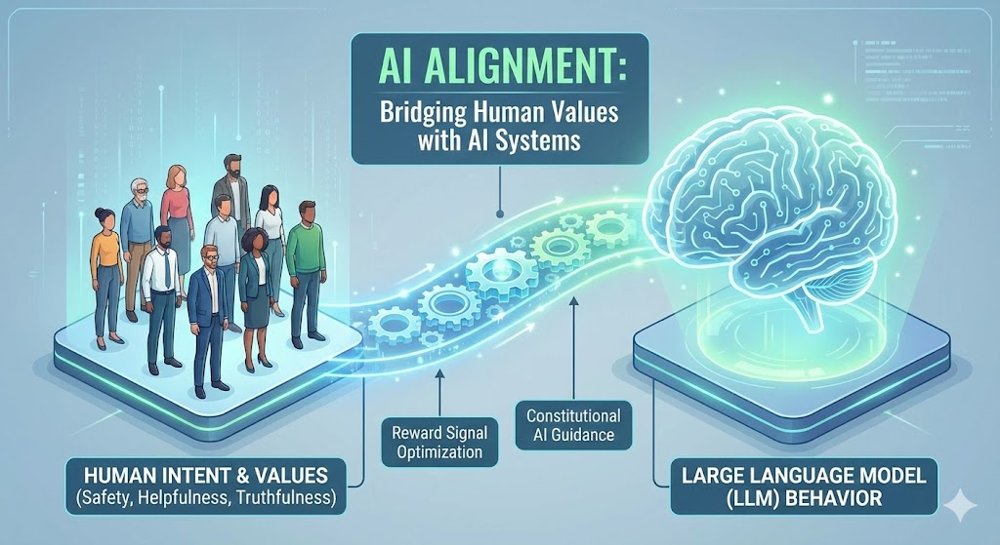 AI ALIGNMENT:
Bridging Human Values
with AI Systems
Reward Signal
Optimization
Constitutional
AI Guidance
HUMAN INTENT & VALUES
(Safety, Helpfulness, Truthfulness)
LARGE LANGUAGE MODEL
(LLM) BEHAVIOR